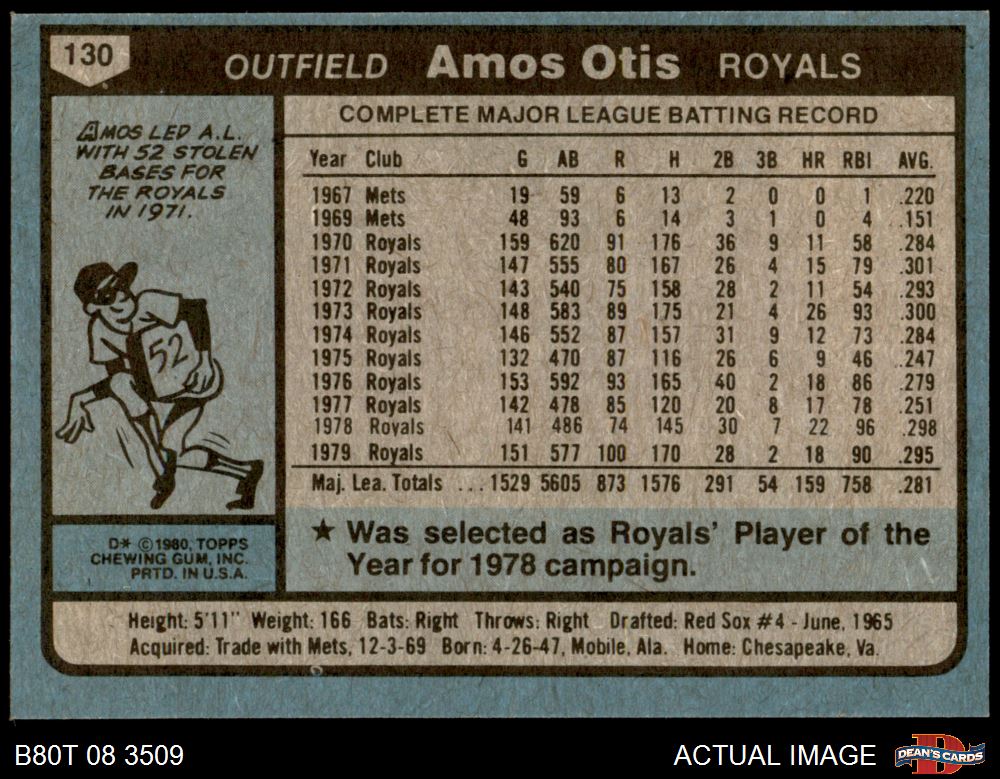 130
OUTFIELD Amos Otis ROYALS
AMOS LED A.L.
WITH 52 STOLEN
BASES FOR
THE ROYALS
IN 1971.
52
D* © 1980, TOPPS
CHEWING GUM, INC.
PRTD. IN U.S.A.
COMPLETE MAJOR LEAGUE BATTING RECORD
Year Club G AB R H 2B 3B HR RBI AVG.
1967 Mets 19 59 6 13 2 0 0 1 .220
1969 Mets 48 93 6 14 3 1 0 4 .151
1970 Royals 159 620 91 176 36 9 11 58 .284
1971 Royals 147 555 80 167 26 4 15 79 .301
1972 Royals 143 540 75 158 28 2 11 54 .293
1973 Royals 148 583 89 175 21 4 26 93 .300
1974 Royals 146 552 87 157 31 9 12 73 .284
1975 Royals 132 470 87 116 26 6 9 46 .247
1976 Royals 153 592 93 165 40 2 18 86 .279
1977 Royals 142 478 85 120 20 8 17 78 .251
1978 Royals 141 486 74 145 30 7 22 96 .298
1979 Royals 151 577 100 170 28 2 18 90 .295
Maj. Lea. Totals ... 1529 5605 873 1576 291 54 159 758 .281
★ Was selected as Royals' Player of the
Year for 1978 campaign.
Height: 5'11" Weight: 166 Bats: Right Throws: Right Drafted: Red Sox #4 - June, 1965
Acquired: Trade with Mets, 12-3-69 Born: 4-26-47, Mobile, Ala. Home: Chesapeake, Va.
B80T 08 3509 ACTUAL IMAGE DEAN'S CARDS